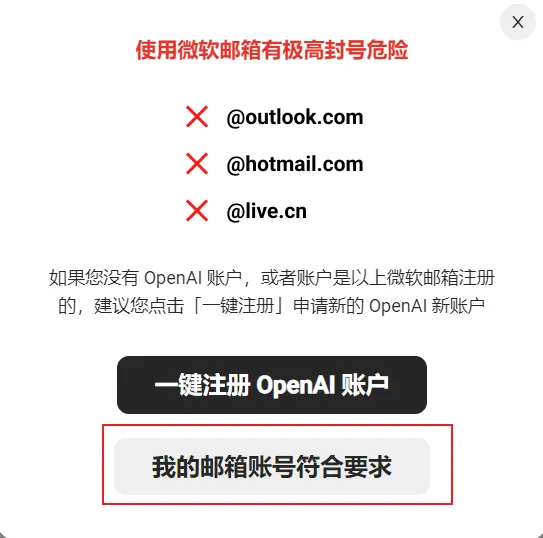 X
使用微软邮箱有极高封号危险
@outlook.com
@hotmail.com
@live.cn
如果您没有 OpenAI 账户，或者账户是以上微软邮箱注册
的，建议您点击「一键注册」申请新的 OpenAI 新账户
一键注册 OpenAI 账户
我的邮箱账号符合要求